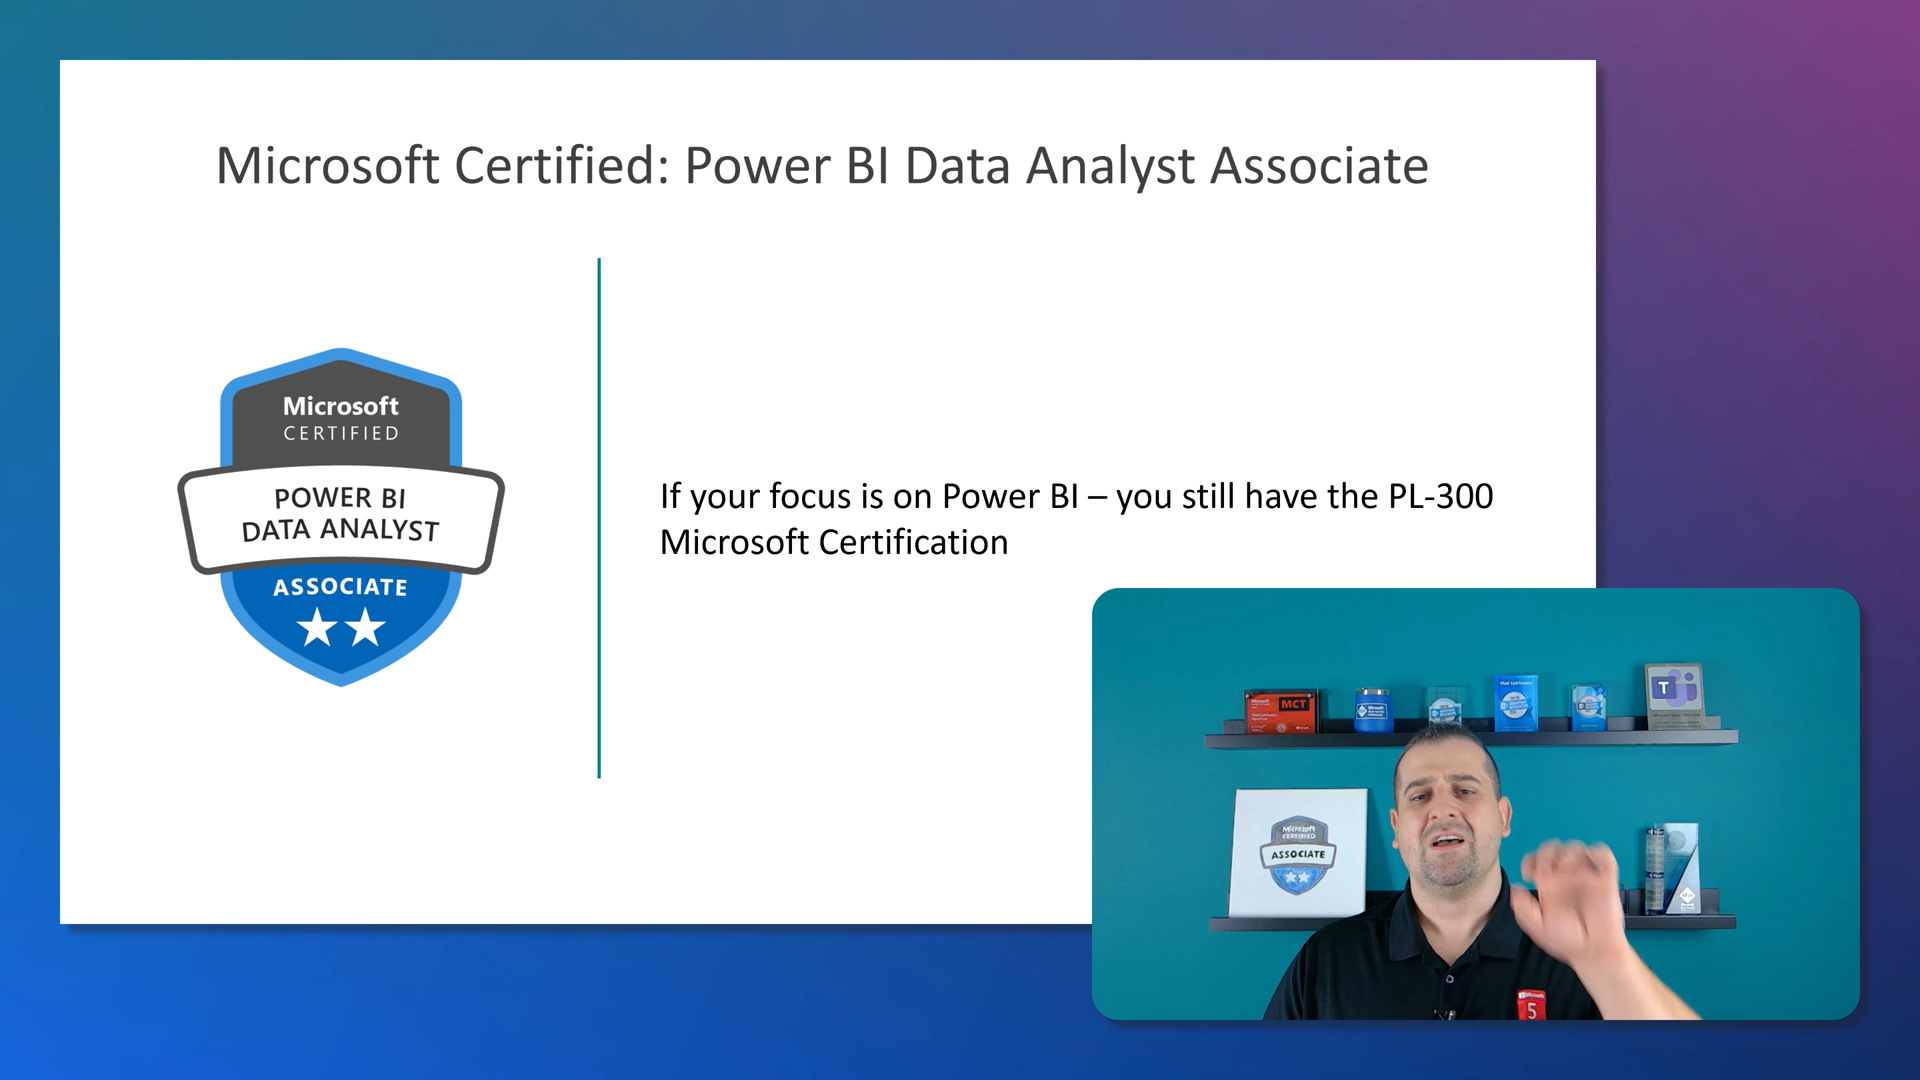 Microsoft Certified: Power BI Data Analyst Associate
Microsoft
CERTIFIED
POWER BI
DATA ANALYST
ASSOCIATE
If your focus is on Power BI – you still have the PL-300
Microsoft Certification
MCT
T
Microsoft
CERTIFIED
ASSOCIATE
5